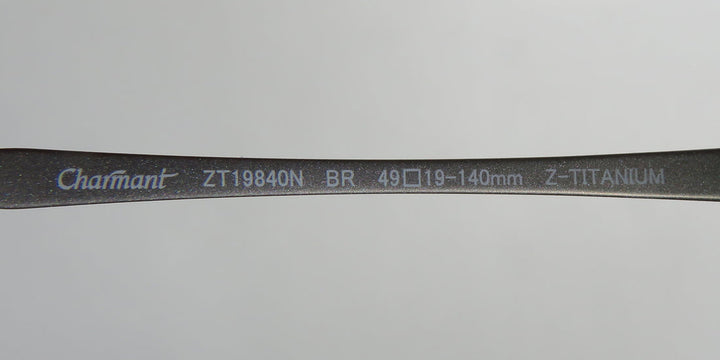 Charmant ZT19840N BR 49□19-140mm Z-TITANIUM